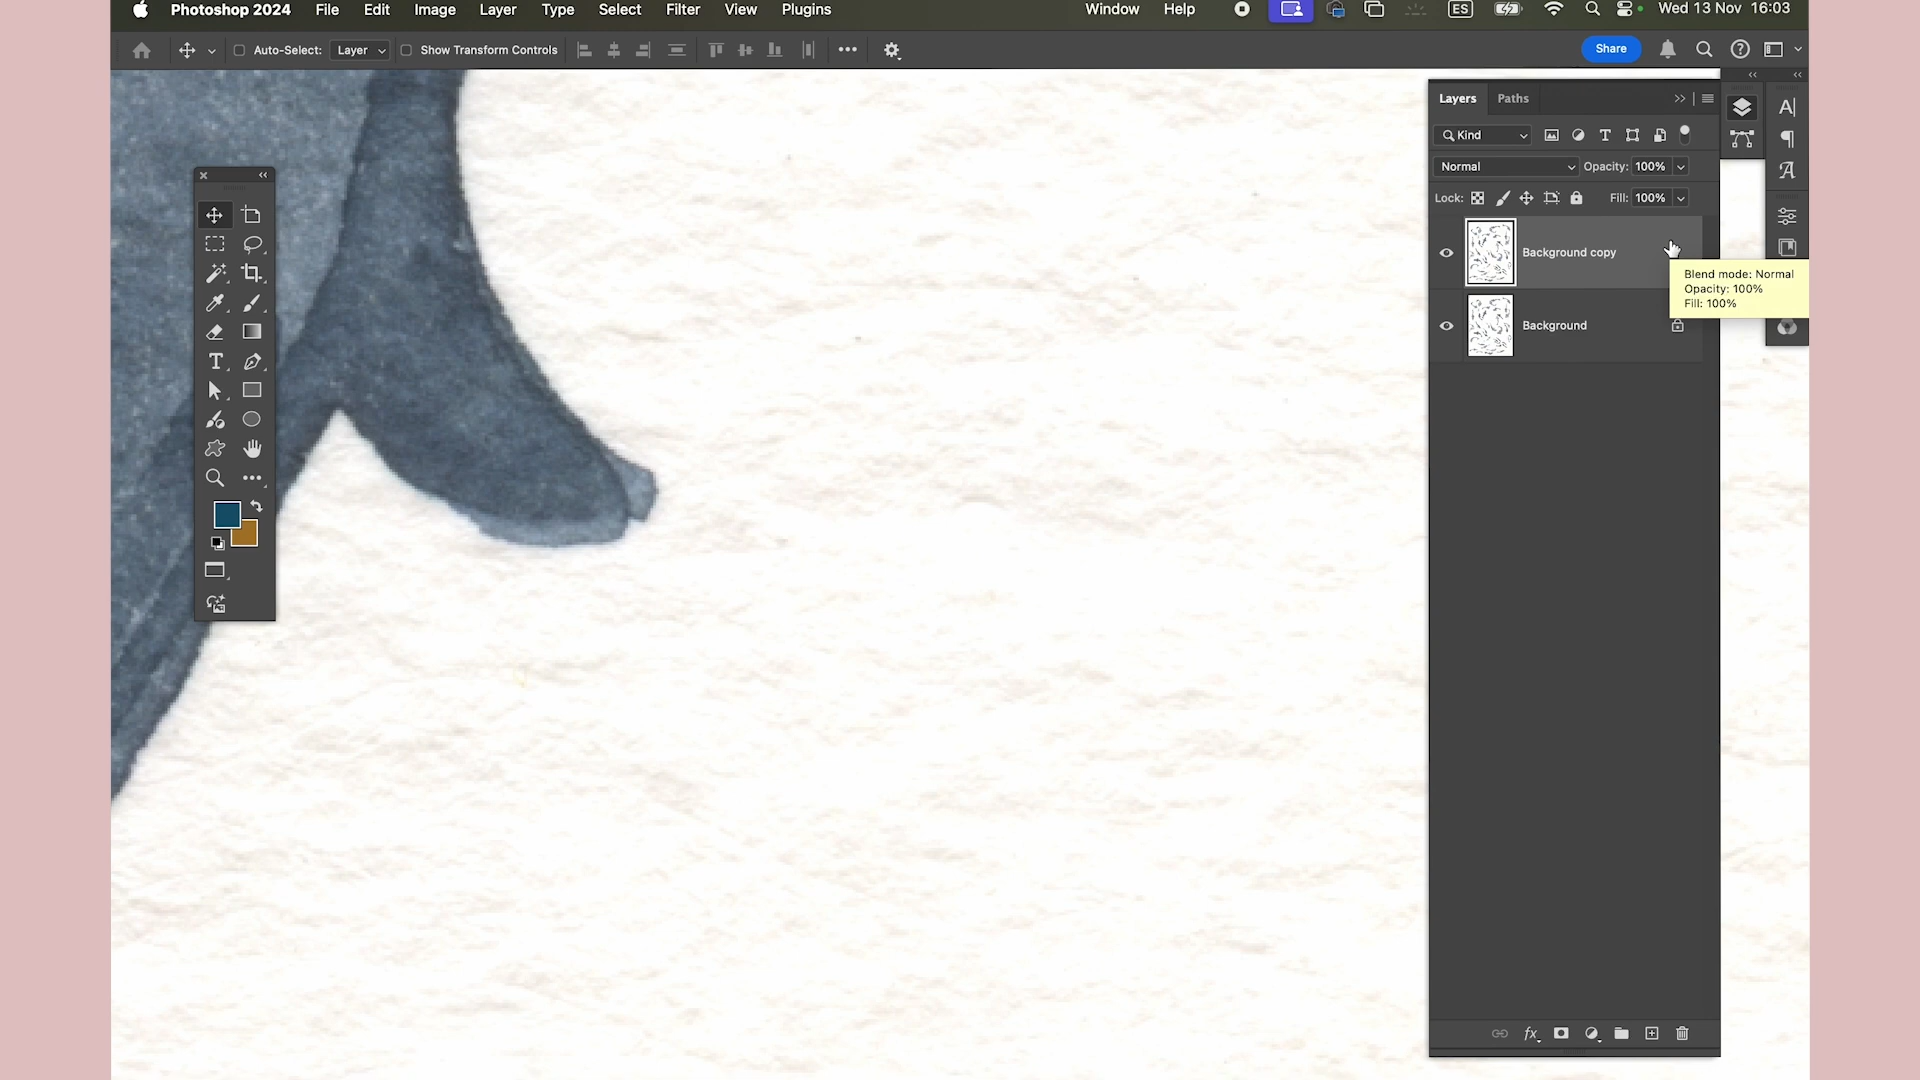 Photoshop 2024 File Edit Image Layer Type Select Filter View Plugins Window Help ES Wed 13 Nov 16:03
Auto-Select: Layer Show Transform Controls Share
Layers Paths
Kind
Normal Opacity: 100%
Lock: Fill: 100%
Background copy
Blend mode: Normal
Opacity: 100%
Fill: 100%
Background